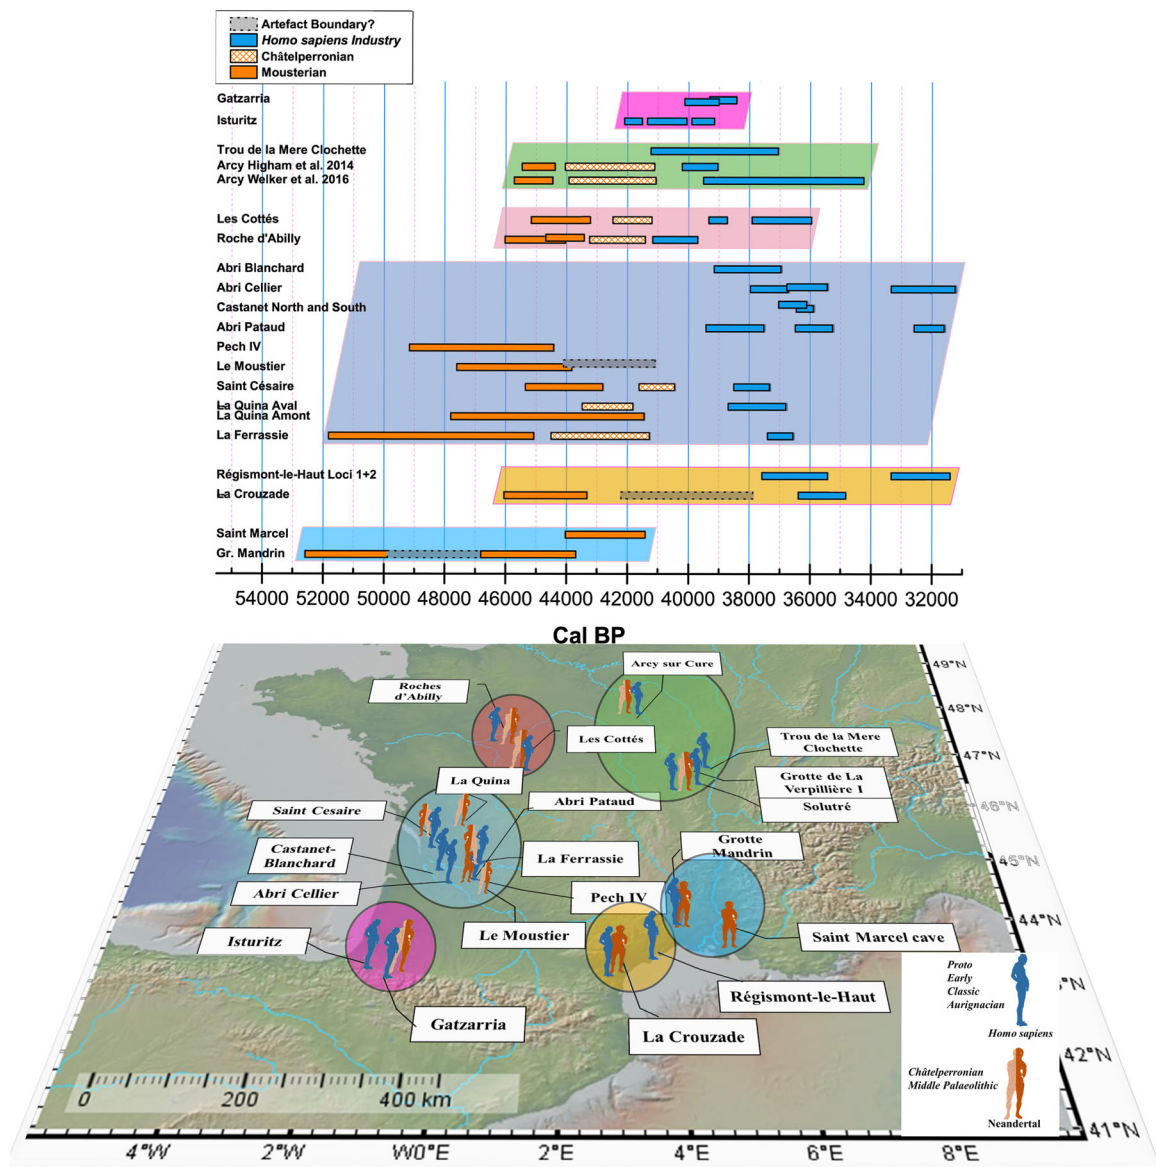 Artefact Boundary?
Homo sapiens Industry
Châtelperronian
Mousterian
Gatzarria
Isturitz
Trou de la Mere Clochette
Arcy Higham et al. 2014
Arcy Welker et al. 2016
Les Cottés
Roche d'Abilly
Abri Blanchard
Abri Cellier
Castanet North and South
Abri Pataud
Pech IV
Le Moustier
Saint Césaire
La Quina Aval
La Quina Amont
La Ferrassie
Régismont-le-Haut Loci 1+2
La Crouzade
Saint Marcel
Gr. Mandrin
54000 52000 50000 48000 46000 44000 42000 40000 38000 36000 34000 32000
Cal BP
Arcy sur Cure
49°N
Roches
d'Abilly
48°N
Les Cottés
Trou de la Mere
Clochette
47°N
La Quina
Grotte de La
Verpillière I
Abri Pataud
Solutré
46°N
Saint Cesaire
Castanet-
Blanchard
La Ferrassie
Grotte
Mandrin
45°N
Abri Cellier
Pech IV
44°N
Isturitz
Le Moustier
Saint Marcel cave
Proto
Early
Classic
Aurignacian
°N
Régismont-le-Haut
Gatzarria
La Crouzade
Homo sapiens
42°N
Châtelperronian
Middle Palaeolithic
0 200 400 km
Neandertal
41°N
4°W 2°W W0°E 2°E 4°E 6°E 8°E